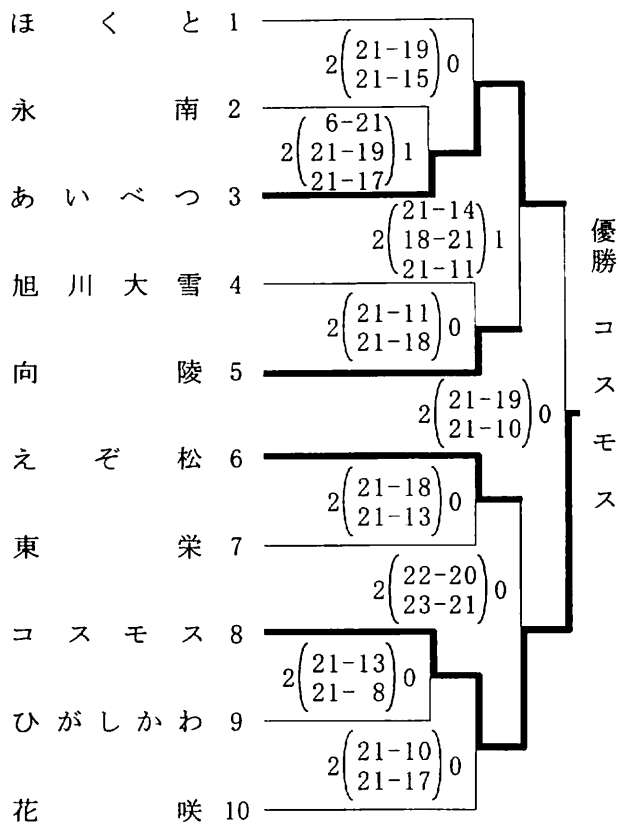 ほくと 1
2(21-19 21-15)0
永南 2
2(6-21 21-19 21-17)1
あいべつ 3
2(21-14 18-21 21-11)1
旭川大雪 4
2(21-11 21-18)0
向陵 5
2(21-19 21-10)0
えぞ松 6
2(21-18 21-13)0
東栄 7
2(22-20 23-21)0
コスモス 8
2(21-13 21-8)0
ひがしかわ 9
2(21-10 21-17)0
花咲 10
優勝 コスモス